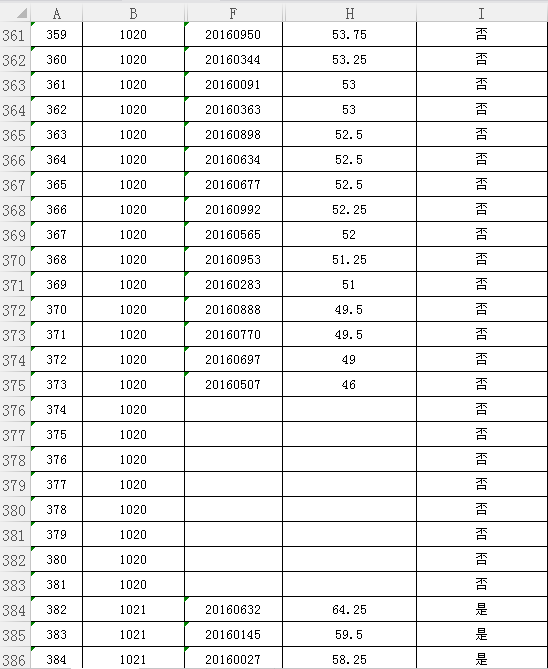 A B F H I
361 359 1020 20160950 53.75 否
362 360 1020 20160344 53.25 否
363 361 1020 20160091 53 否
364 362 1020 20160363 53 否
365 363 1020 20160898 52.5 否
366 364 1020 20160634 52.5 否
367 365 1020 20160677 52.5 否
368 366 1020 20160992 52.25 否
369 367 1020 20160565 52 否
370 368 1020 20160953 51.25 否
371 369 1020 20160283 51 否
372 370 1020 20160888 49.5 否
373 371 1020 20160770 49.5 否
374 372 1020 20160697 49 否
375 373 1020 20160507 46 否
376 374 1020 否
377 375 1020 否
378 376 1020 否
379 377 1020 否
380 378 1020 否
381 379 1020 否
382 380 1020 否
383 381 1020 否
384 382 1021 20160632 64.25 是
385 383 1021 20160145 59.5 是
386 384 1021 20160027 58.25 是